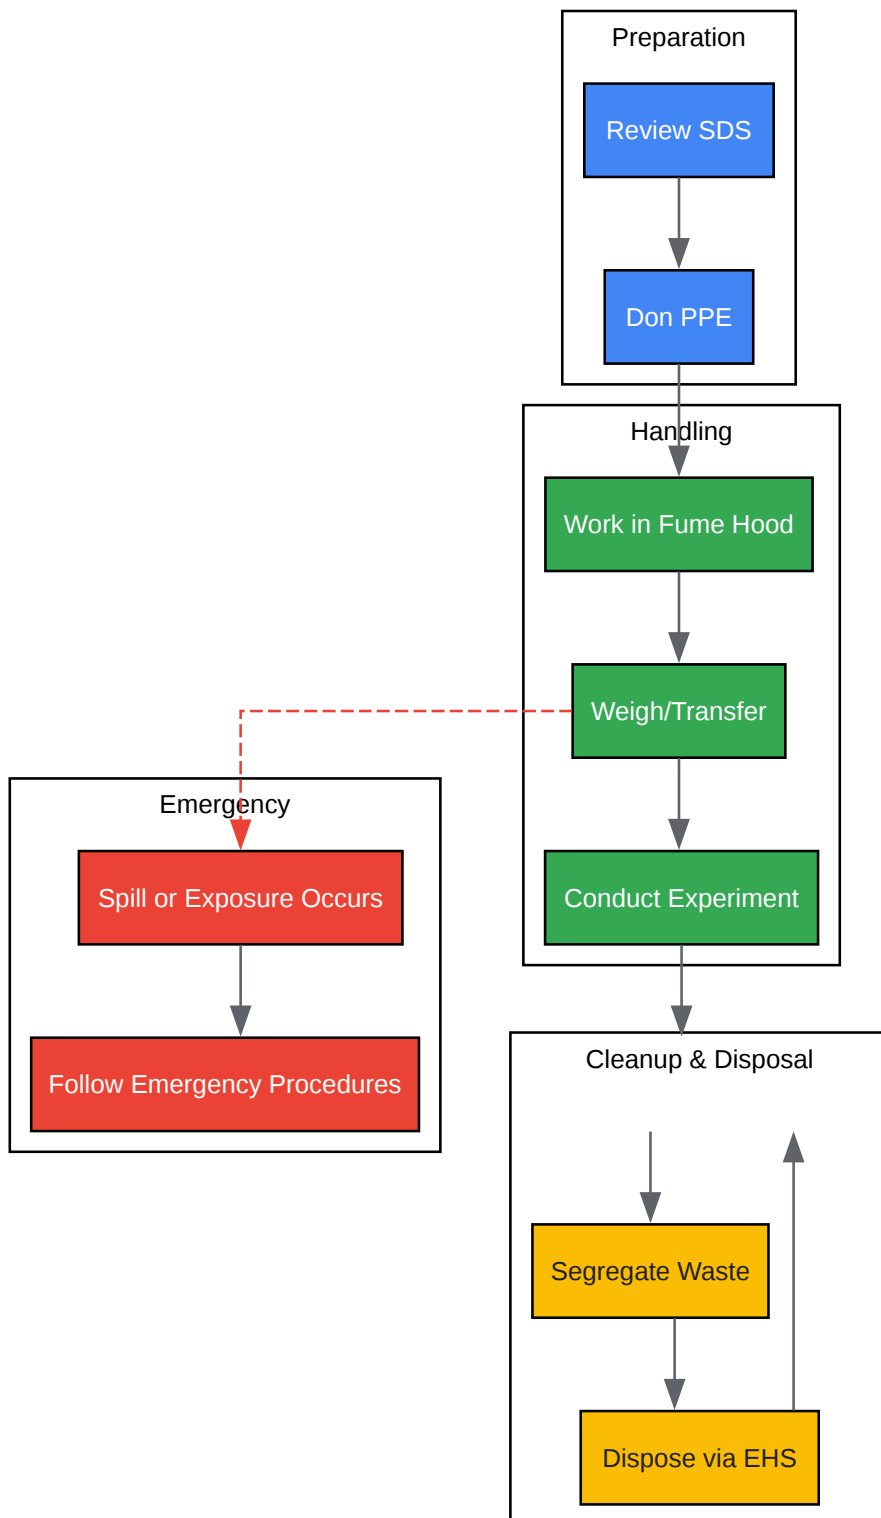 Preparation
Review SDS
Don PPE
Handling
Work in Fume Hood
Weigh/Transfer
Conduct Experiment
Emergency
Spill or Exposure Occurs
Follow Emergency Procedures
Cleanup & Disposal
Segregate Waste
Dispose via EHS